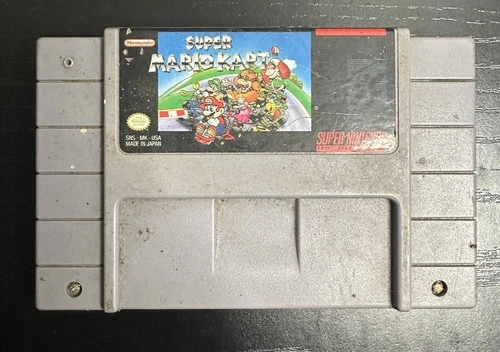 Nintendo
SUPER
MARIO KART
SNS - MK - USA
MADE IN JAPAN
SUPER NINTENDO